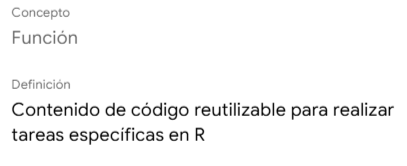 Concepto
Función
Definición
Contenido de código reutilizable para realizar
tareas específicas en R